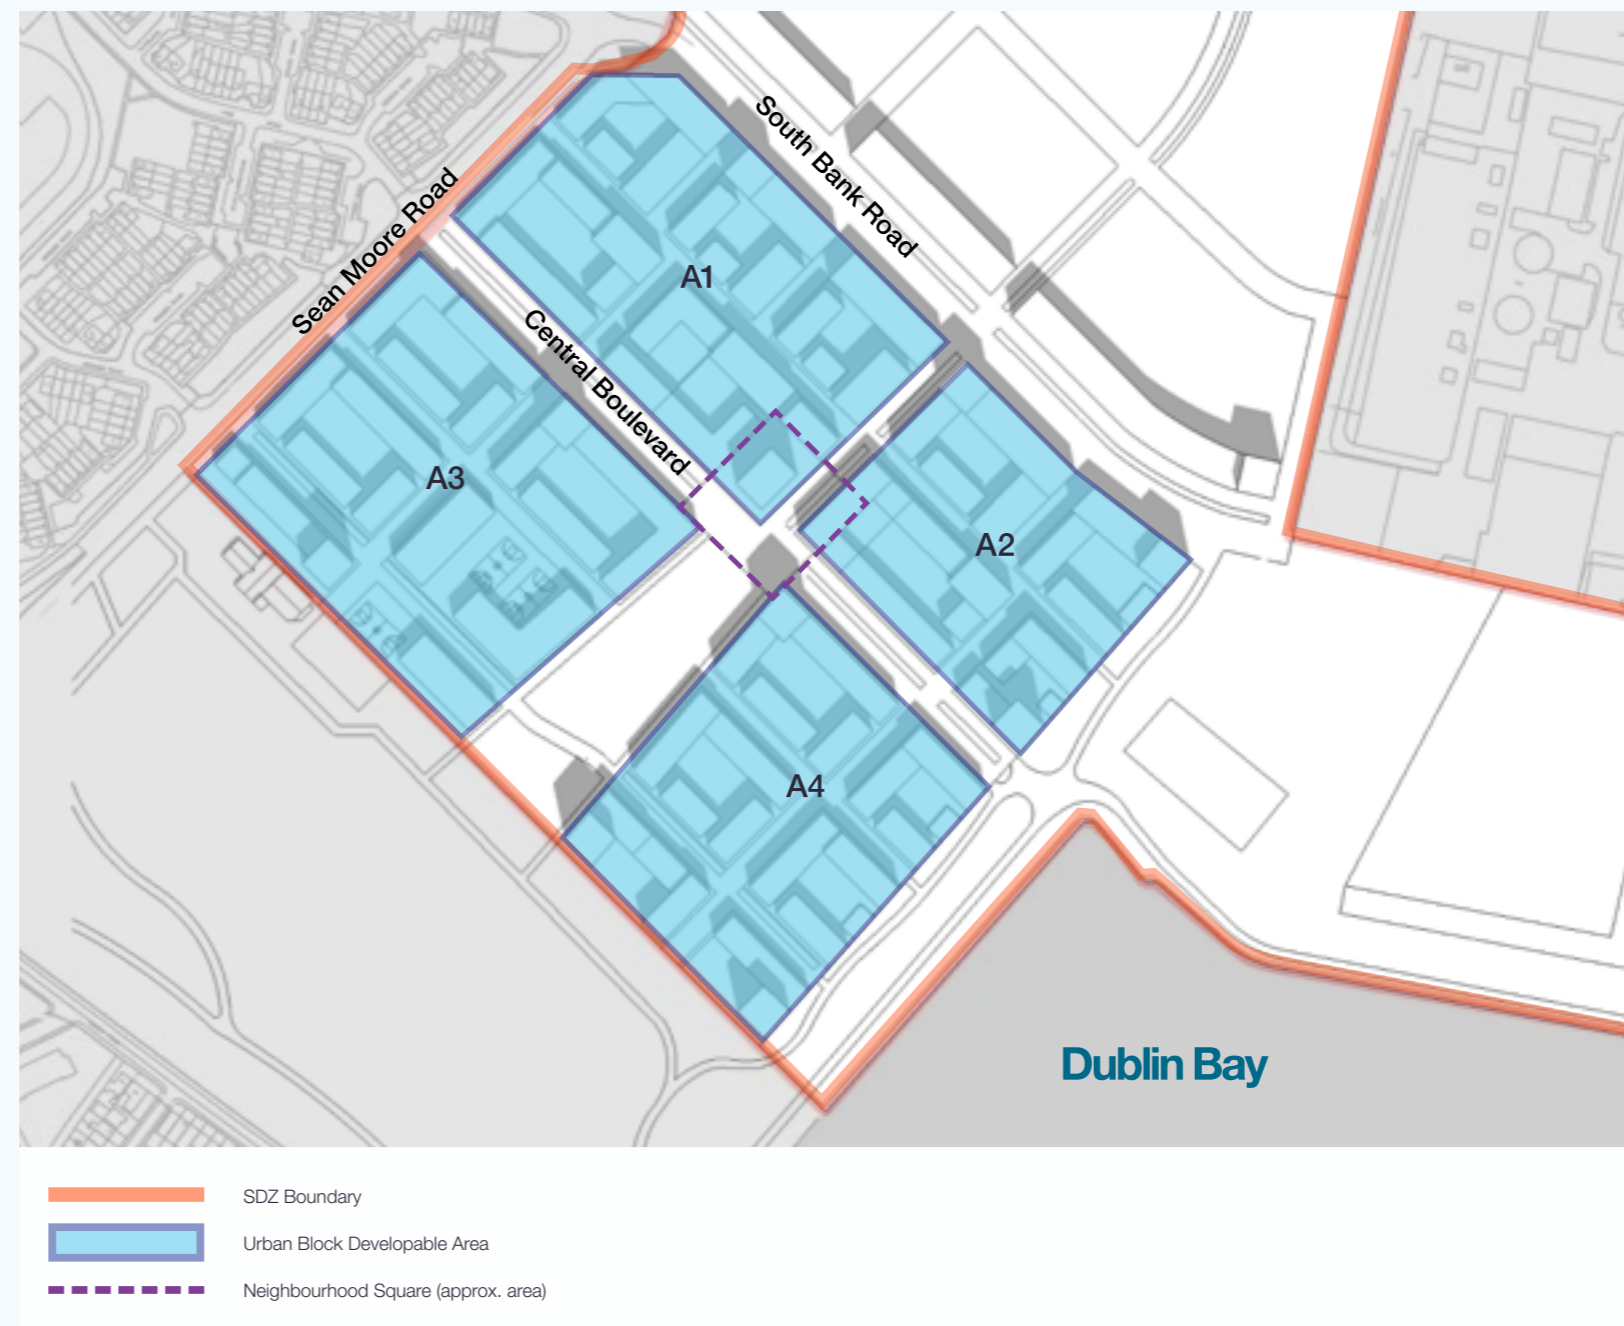 South Bank Road
Sean Moore Road
A1
Central Boulevard
A3
A2
A4
Dublin Bay
SDZ Boundary
Urban Block Developable Area
Neighbourhood Square (approx. area)